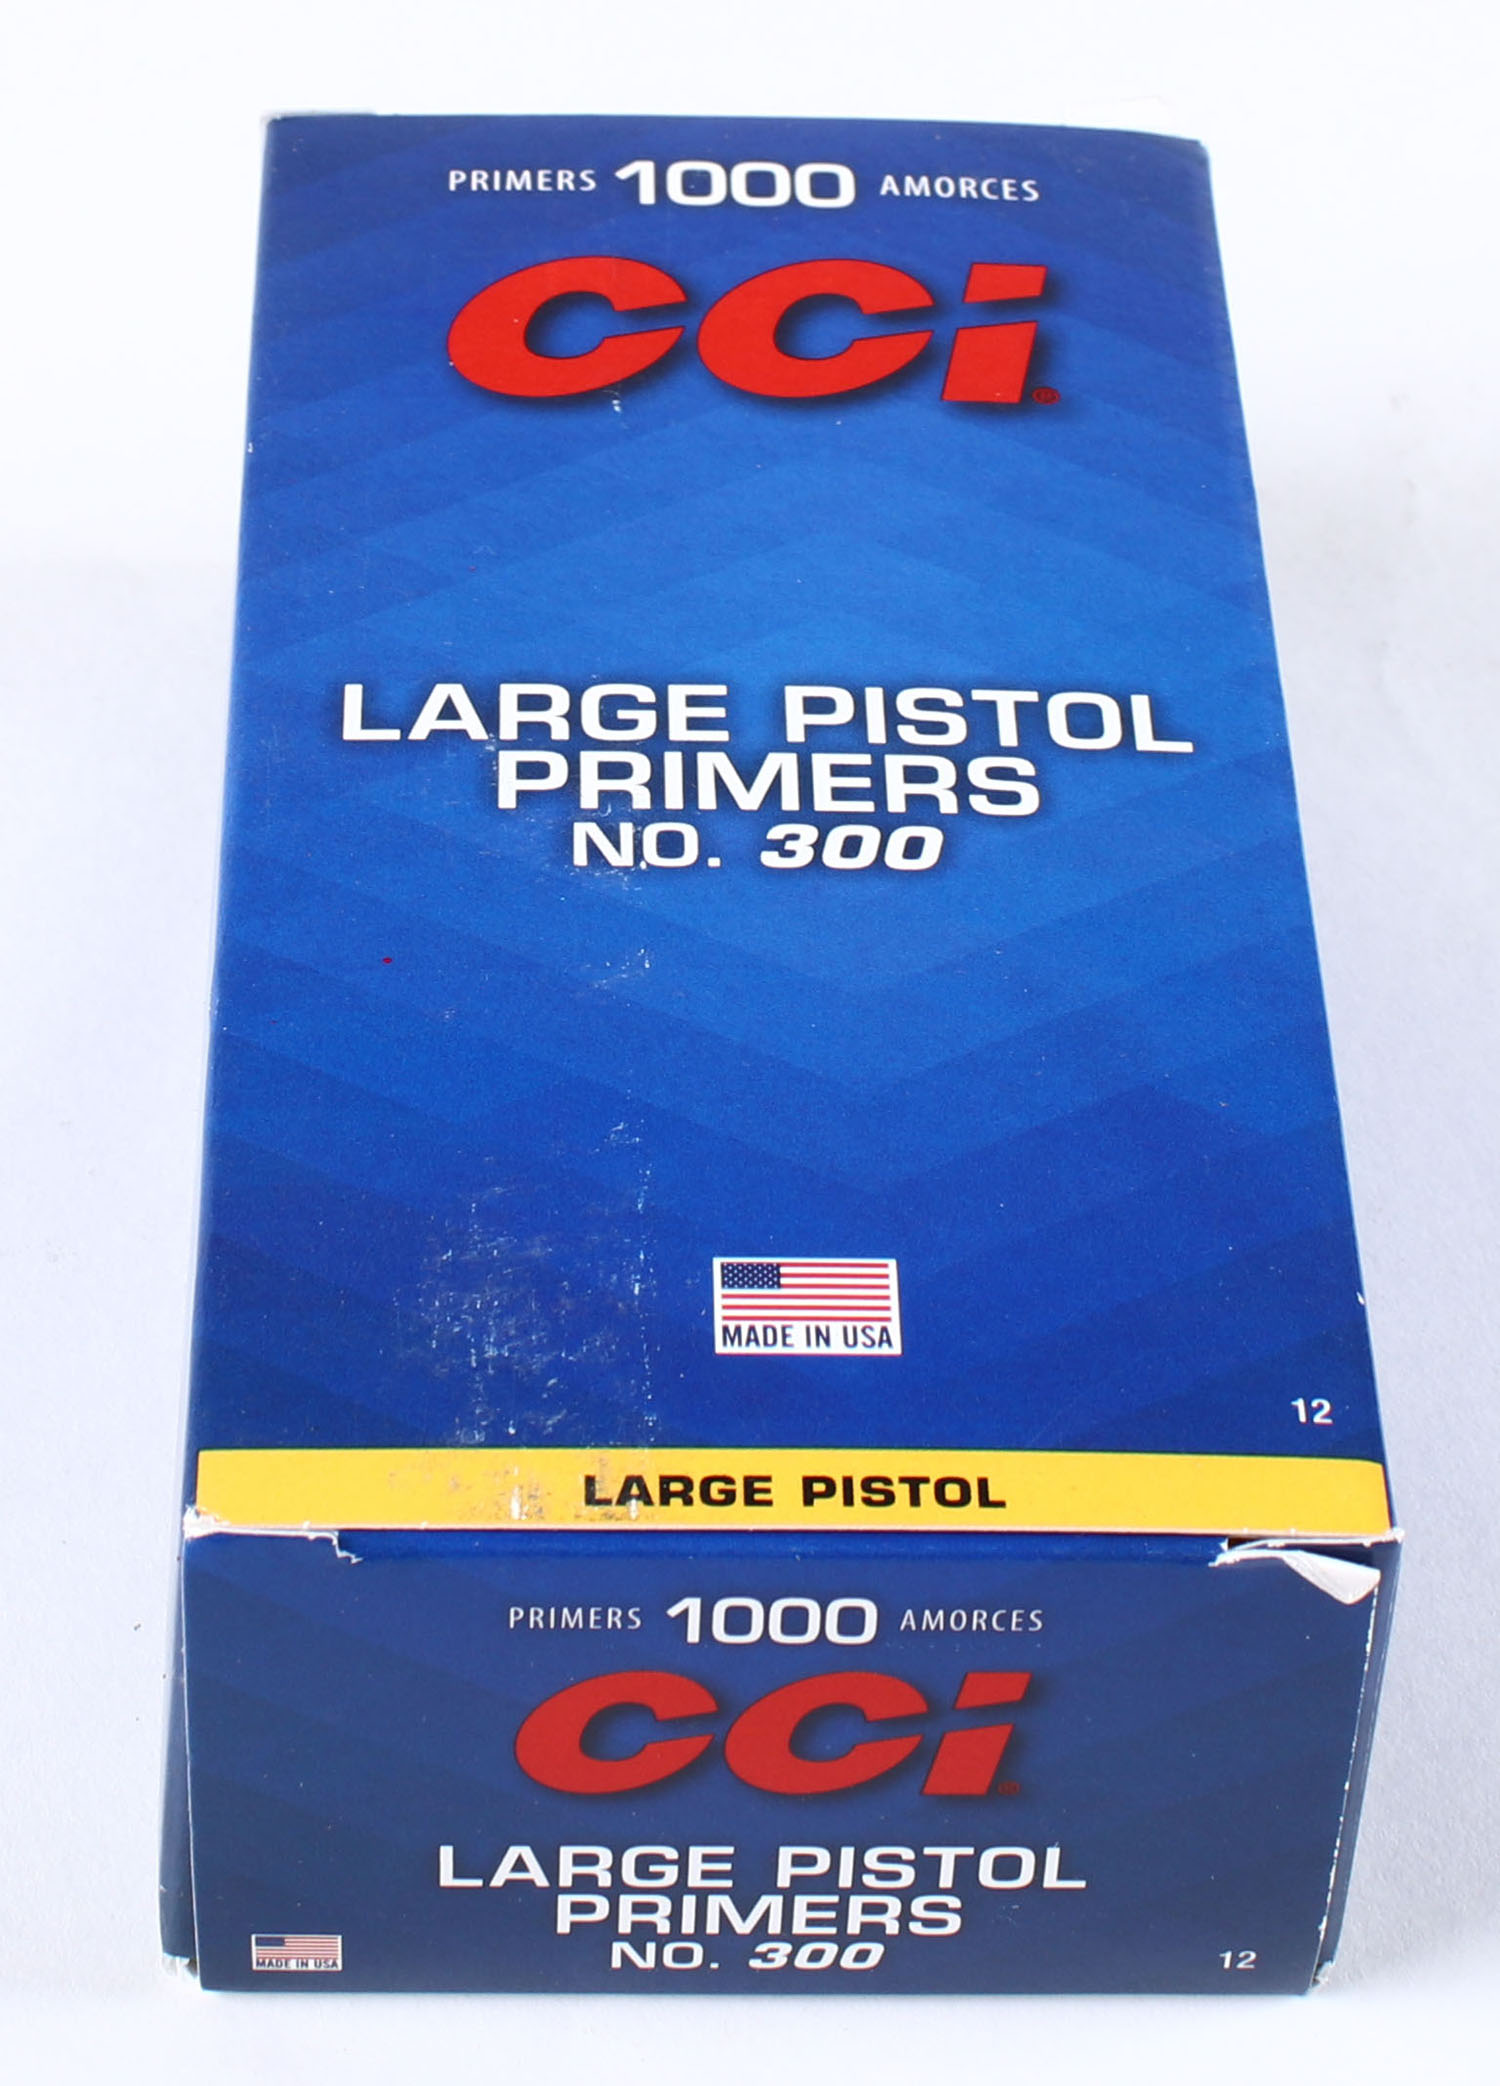 PRIMERS 1000 AMORCES
CCI®
LARGE PISTOL
PRIMERS
NO. 300
MADE IN USA
12
LARGE PISTOL
PRIMERS 1000 AMORCES
CCI®
LARGE PISTOL
PRIMERS
NO. 300
MADE IN USA
12